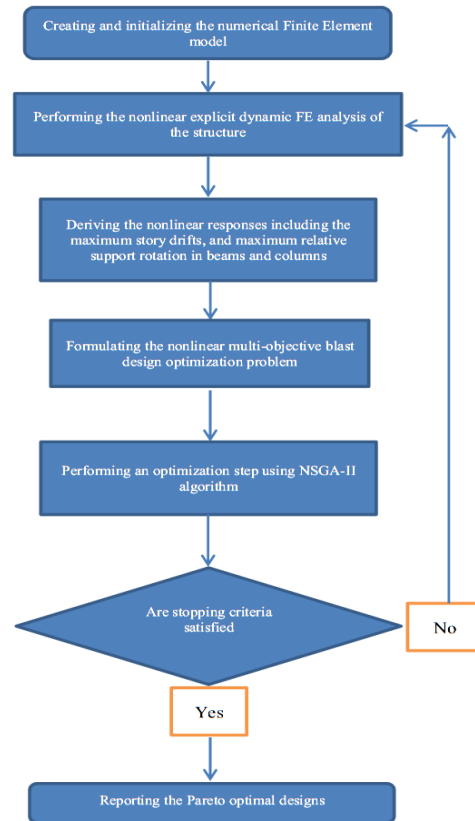 Creating and initializing the numerical Finite Element
model
Performing the nonlinear explicit dynamic FE analysis of
the structure
Deriving the nonlinear responses including the
maximum story drifts, and maximum relative
support rotation in beams and columns
Formulating the nonlinear multi-objective blast
design optimization problem
Performing an optimization step using NSGA-II
algorithm
Are stopping criteria
satisfied
No
Yes
Reporting the Pareto optimal designs